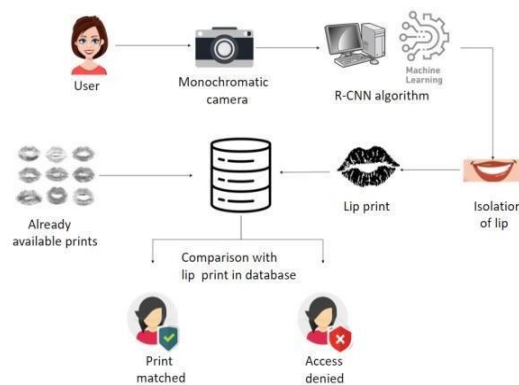 User
Monochromatic
camera
R-CNN algorithm
Machine
Learning
Already
available prints
Lip print
Isolation
of lip
Comparison with
lip print in database
Print
matched
Access
denied